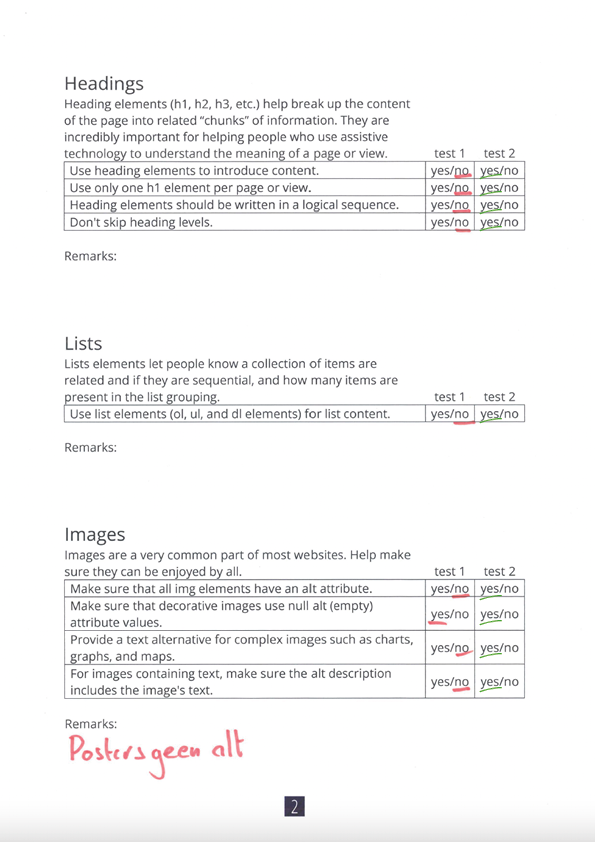 Headings
Heading elements (h1, h2, h3, etc.) help break up the content
of the page into related “chunks” of information. They are
incredibly important for helping people who use assistive
technology to understand the meaning of a page or view. test 1 test 2
Use heading elements to introduce content. yes/no yes/no
Use only one h1 element per page or view. yes/no yes/no
Heading elements should be written in a logical sequence. yes/no yes/no
Don't skip heading levels. yes/no yes/no
Remarks:
Lists
Lists elements let people know a collection of items are
related and if they are sequential, and how many items are
present in the list grouping. test 1 test 2
Use list elements (ol, ul, and dl elements) for list content. yes/no yes/no
Remarks:
Images
Images are a very common part of most websites. Help make
sure they can be enjoyed by all. test 1 test 2
Make sure that all img elements have an alt attribute. yes/no yes/no
Make sure that decorative images use null alt (empty)
attribute values. yes/no yes/no
Provide a text alternative for complex images such as charts,
graphs, and maps. yes/no yes/no
For images containing text, make sure the alt description
includes the image's text. yes/no yes/no
Remarks:
Posters geen alt
2